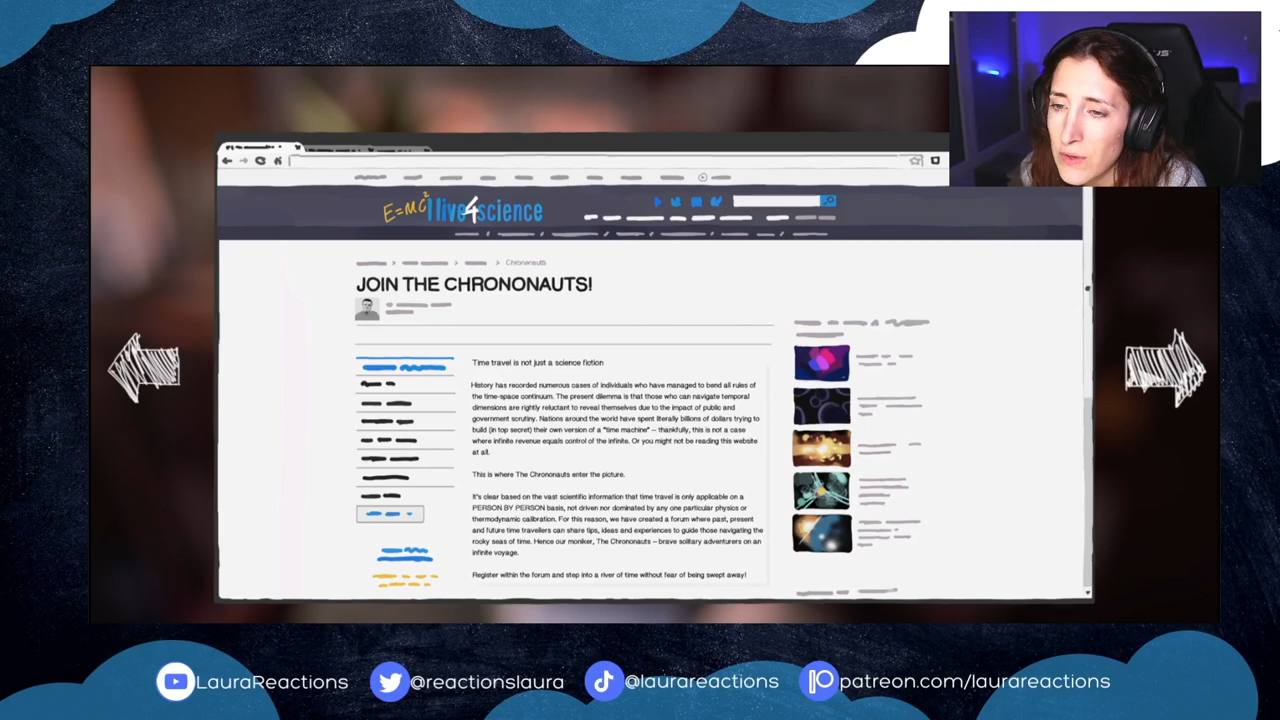 E=mc² I live4science
Chrononauts
JOIN THE CHRONONAUTS!
Time travel is not just a science fiction
History has recorded numerous cases of individuals who have managed to bend all rules of
the time-space continuum. The present dilemma is that those who can navigate temporal
dimensions are rightly reluctant to reveal themselves due to the impact of public and
government scrutiny. Nations around the world have spent literally billions of dollars trying to
build (in top secret) their own version of a "time machine" – thankfully, this is not a case
where infinite revenue equals control of the infinite. Or you might not be reading this website
at all.
This is where The Chrononauts enter the picture.
It's clear based on the vast scientific information that time travel is only applicable on a
PERSON BY PERSON basis, not driven nor dominated by any one particular physics or
thermodynamic calibration. For this reason, we have created a forum where past, present
and future time travellers can share tips, ideas and experiences to guide those navigating the
rocky seas of time. Hence our moniker, The Chrononauts – brave solitary adventurers on an
infinite voyage.
Register within the forum and step into a river of time without fear of being swept away!
LauraReactions @reactionslaura @laurareactions patreon.com/laurareactions